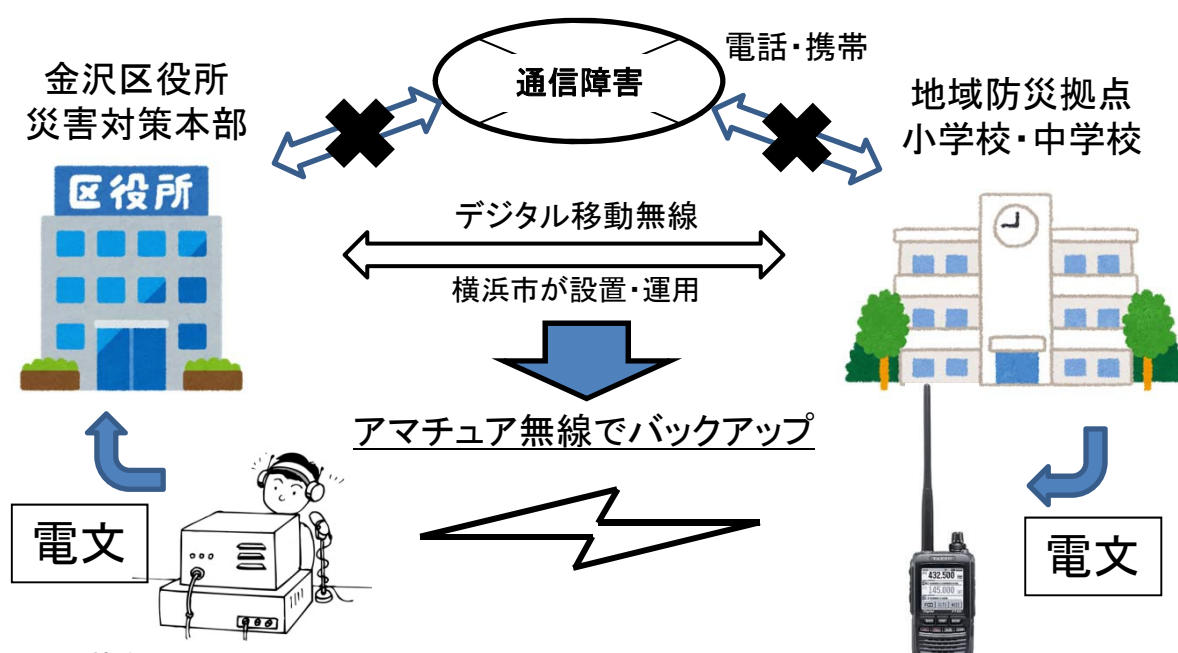 通信障害
電話・携帯
金沢区役所
災害対策本部
地域防災拠点
小学校・中学校
区役所
デジタル移動無線
横浜市が設置・運用
アマチュア無線でバックアップ
電文
電文
432.500
145.000